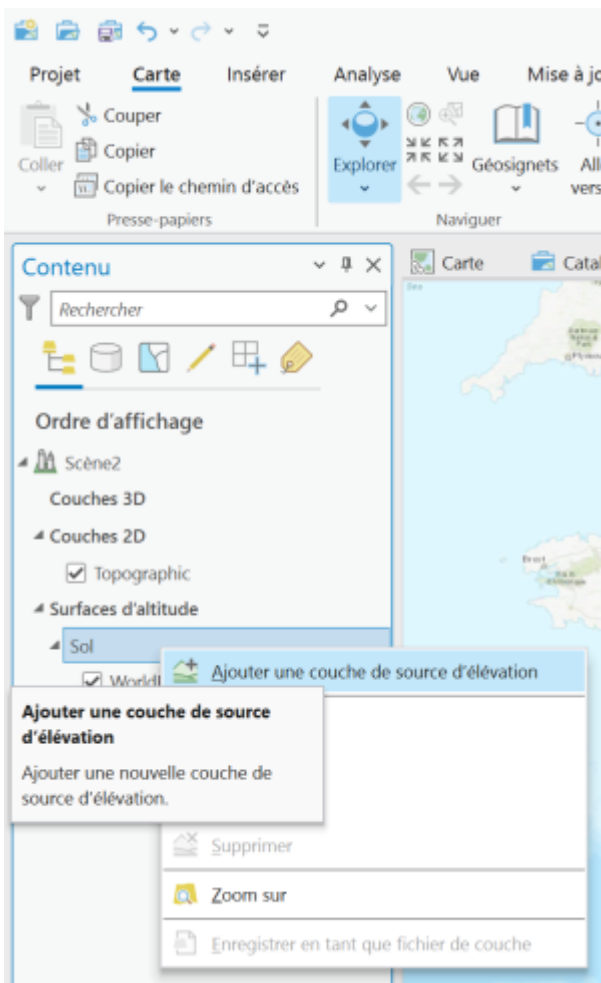 Projet Carte Insérer Analyse Vue Mise à jo
Couper
Copier
Coller
Copier le chemin d'accès
Presse-papiers
Explorer
Géosignets
All
vers
Naviguer
Contenu
Carte Catal
Rechercher
Ordre d'affichage
Scène2
Couches 3D
Couches 2D
Topographic
Surfaces d'altitude
Sol
Ajouter une couche de source d'élévation
WorldE
Ajouter une couche de source
d'élévation
Ajouter une nouvelle couche de
source d'élévation.
Supprimer
Zoom sur
Enregistrer en tant que fichier de couche
Brest